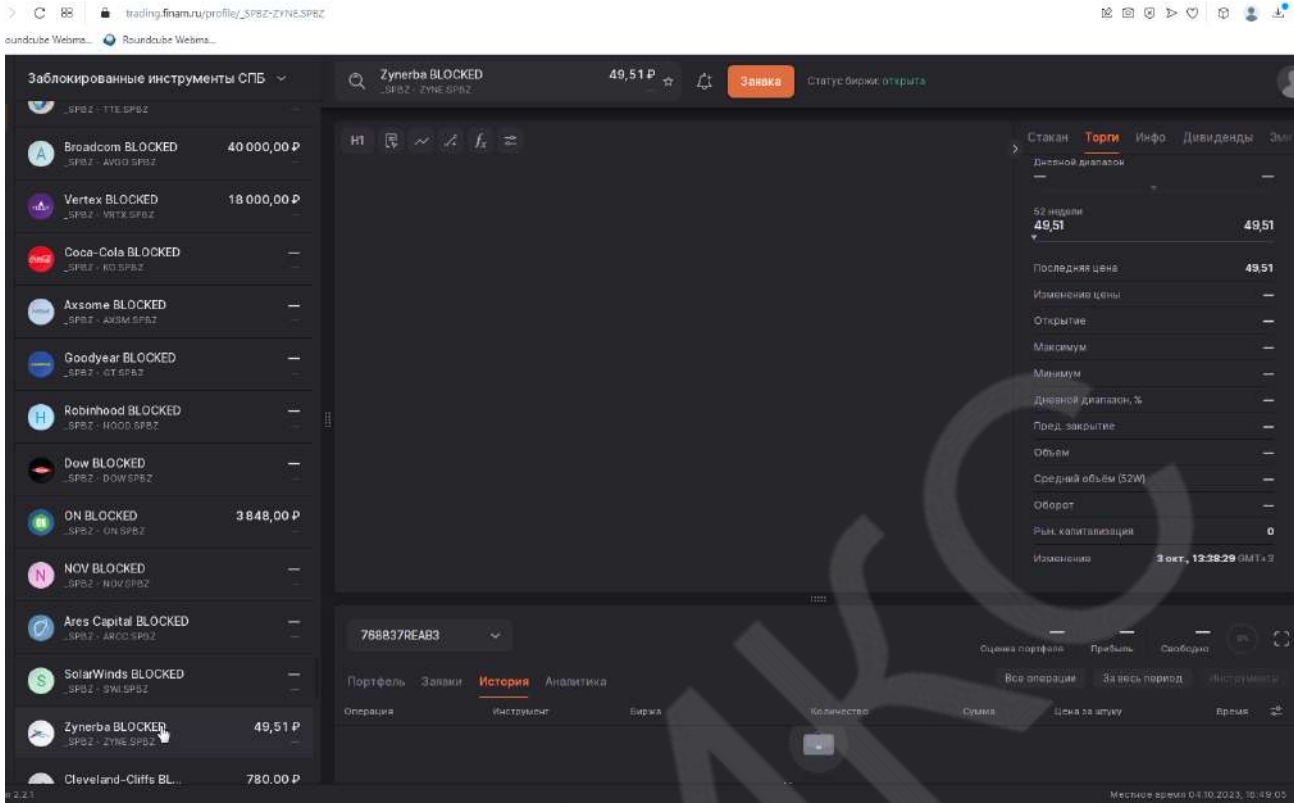 trading.finam.ru/profile/_SPBZ-ZYNE.SPBZ
oundcube Webma... Roundcube Webma...
Заблокированные инструменты СПБ
_SPBZ - TTE.SPBZ
Broadcom BLOCKED 40 000,00 ₽
_SPBZ - AVGO.SPBZ
Vertex BLOCKED 18 000,00 ₽
_SPBZ - VRTX.SPBZ
Coca-Cola BLOCKED —
_SPBZ - KO.SPBZ
Axsome BLOCKED —
_SPBZ - AXSM.SPBZ
Goodyear BLOCKED —
_SPBZ - GT.SPBZ
Robinhood BLOCKED —
_SPBZ - HOOD.SPBZ
Dow BLOCKED —
_SPBZ - DOW.SPBZ
ON BLOCKED 3 848,00 ₽
_SPBZ - ON.SPBZ
NOV BLOCKED —
_SPBZ - NOV.SPBZ
Ares Capital BLOCKED —
_SPBZ - ARCC.SPBZ
SolarWinds BLOCKED —
_SPBZ - SWI.SPBZ
Zynerba BLOCKED 49,51 ₽
_SPBZ - ZYNE.SPBZ
Cleveland-Cliffs BL... 780,00 ₽
2.2.1
Zynerba BLOCKED 49,51 ₽
_SPBZ - ZYNE.SPBZ
Заявка
Статус биржи: открыта
H1
Стакан Торги Инфо Дивиденды
Дневной диапазон
— —
52 недели
49,51 49,51
Последняя цена 49,51
Изменение цены —
Открытие —
Максимум —
Минимум —
Дневной диапазон, % —
Пред. закрытие —
Объем —
Средний объём (52W) —
Оборот —
Рын. капитализация 0
Изменение 3 окт., 13:38:29 GMT+3
768837REAB3
— — — 0%
Оценка портфеля Прибыль Свободно
Портфель Заявки История Аналитика
Все операции За весь период Инструменты
Операция Инструмент Биржа Количество Сумма Цена за штуку Время
МКС
Местное время 04.10.2023, 16:49:05